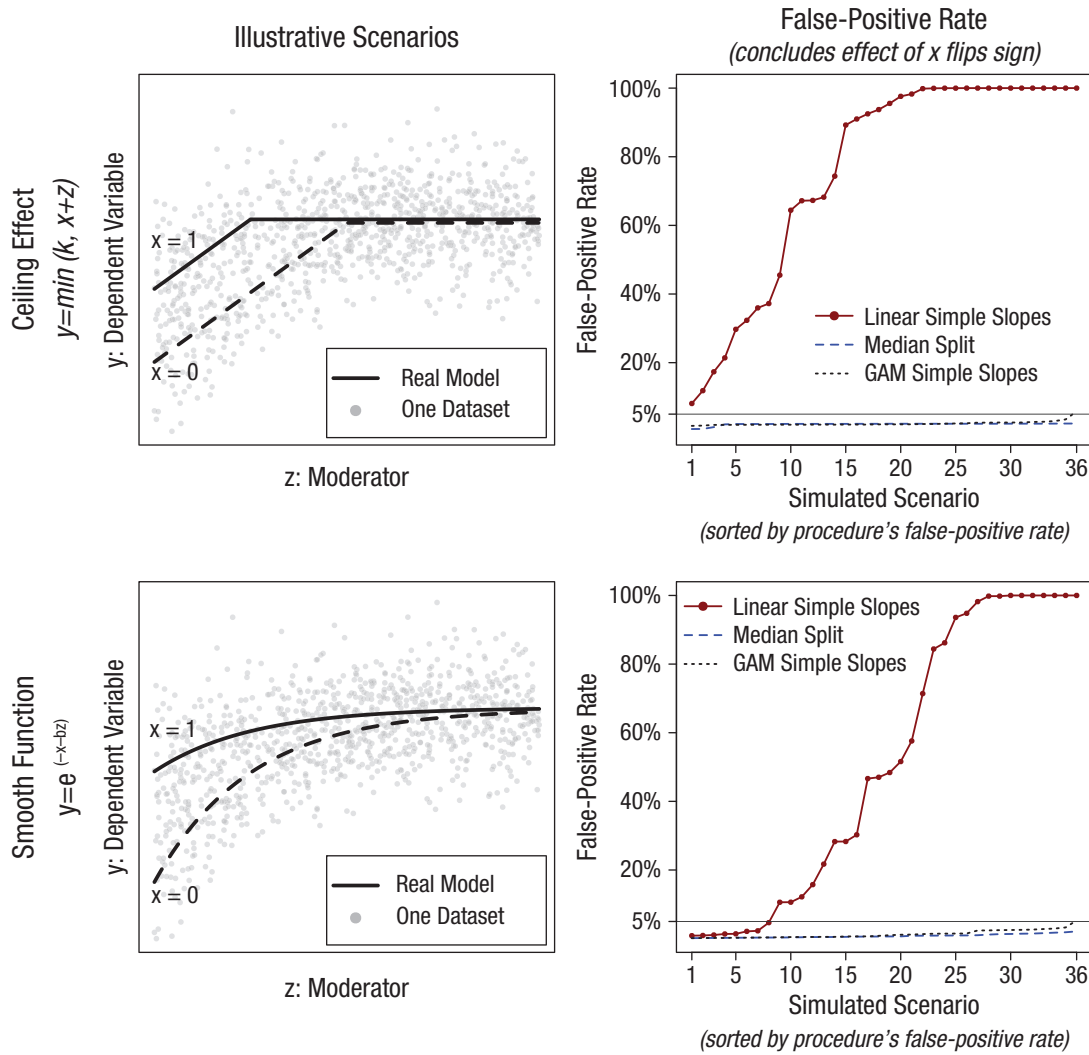 Illustrative Scenarios
False-Positive Rate
(concludes effect of x flips sign)
Ceiling Effect
y=min (k, x+z)
y: Dependent Variable
x = 1
x = 0
Real Model
One Dataset
z: Moderator
False-Positive Rate
100%
80%
60%
40%
20%
5%
Linear Simple Slopes
Median Split
GAM Simple Slopes
1 5 10 15 20 25 30 36
Simulated Scenario
(sorted by procedure's false-positive rate)
Smooth Function
y=e (–x–bz)
y: Dependent Variable
x = 1
x = 0
Real Model
One Dataset
z: Moderator
False-Positive Rate
100%
80%
60%
40%
20%
5%
Linear Simple Slopes
Median Split
GAM Simple Slopes
1 5 10 15 20 25 30 36
Simulated Scenario
(sorted by procedure's false-positive rate)